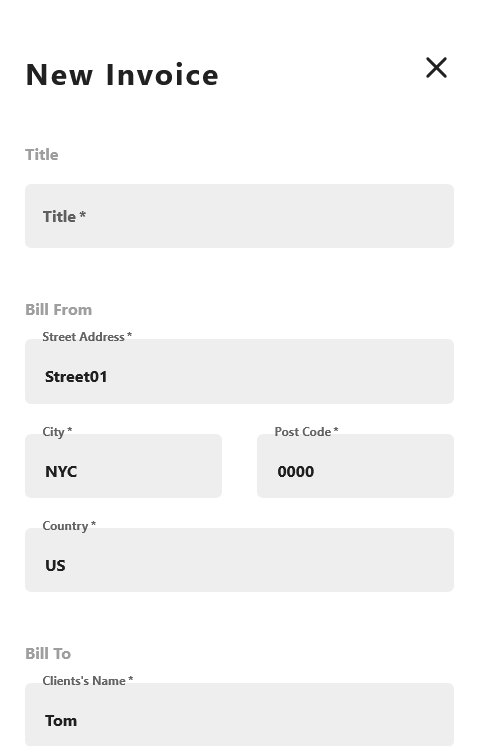 New Invoice
Title
Title *
Bill From
Street Address *
Street01
City *
Post Code *
NYC
0000
Country *
US
Bill To
Clients's Name *
Tom